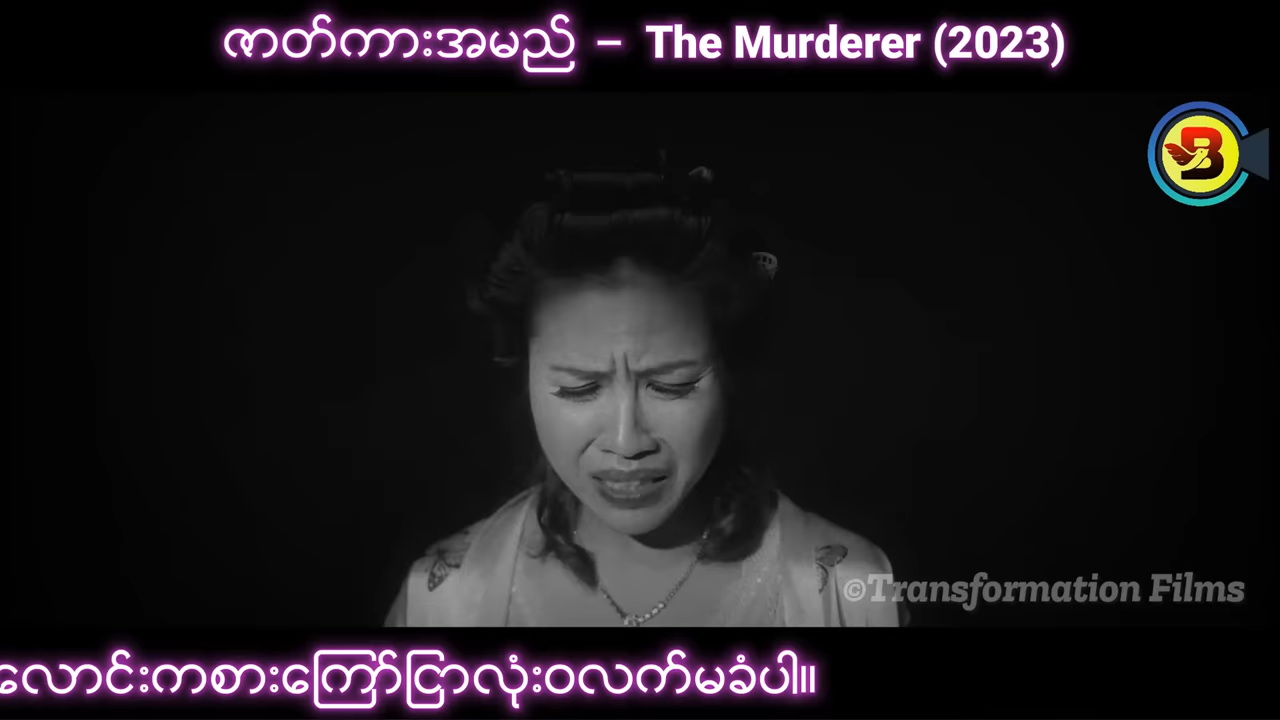 ဇာတ်ကားအမည် – The Murderer (2023)
B
©Transformation Films
လောင်းကစားကြော်ငြာလုံးဝလက်မခံပါ။